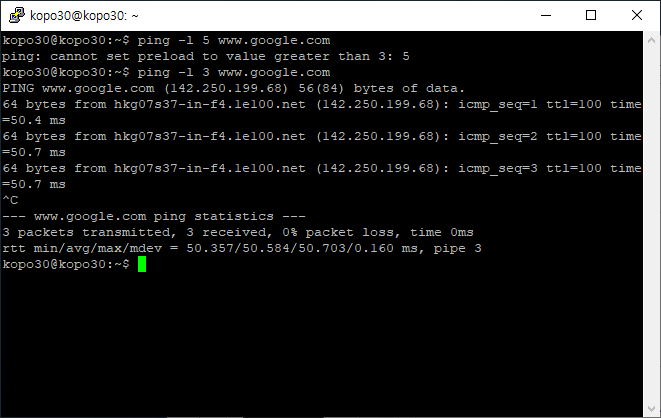 kopo30@kopo30: ~
kopo30@kopo30:~$ ping -l 5 www.google.com
ping: cannot set preload to value greater than 3: 5
kopo30@kopo30:~$ ping -l 3 www.google.com
PING www.google.com (142.250.199.68) 56(84) bytes of data.
64 bytes from hkg07s37-in-f4.1e100.net (142.250.199.68): icmp_seq=1 ttl=100 time
=50.4 ms
64 bytes from hkg07s37-in-f4.1e100.net (142.250.199.68): icmp_seq=2 ttl=100 time
=50.7 ms
64 bytes from hkg07s37-in-f4.1e100.net (142.250.199.68): icmp_seq=3 ttl=100 time
=50.7 ms
^C
--- www.google.com ping statistics ---
3 packets transmitted, 3 received, 0% packet loss, time 0ms
rtt min/avg/max/mdev = 50.357/50.584/50.703/0.160 ms, pipe 3
kopo30@kopo30:~$